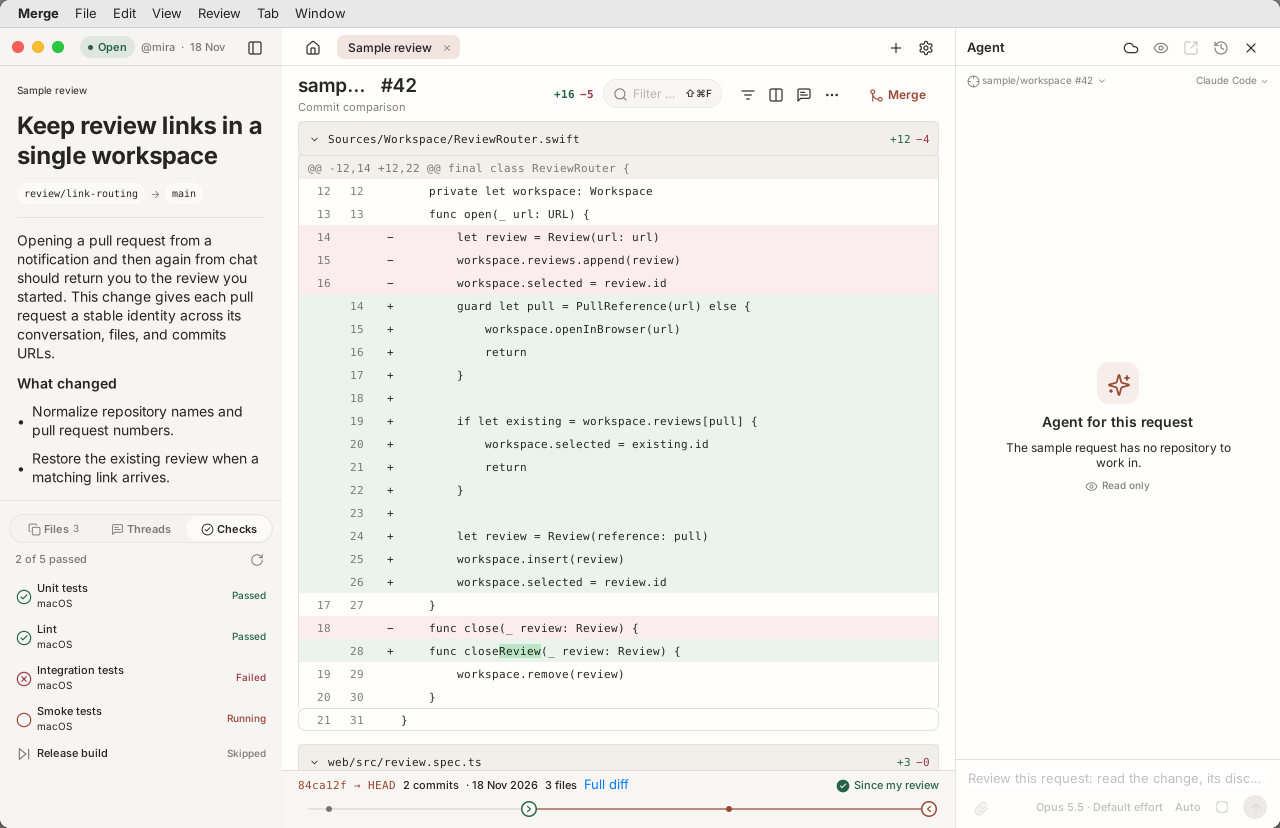 Merge File Edit View Review Tab Window
Open @mira · 18 Nov
Sample review
Keep review links in a
single workspace
review/link-routing → main
Opening a pull request from a
notification and then again from chat
should return you to the review you
started. This change gives each pull
request a stable identity across its
conversation, files, and commits
URLs.
What changed
• Normalize repository names and
pull request numbers.
• Restore the existing review when a
matching link arrives.
Files 3 Threads Checks
2 of 5 passed
Unit tests
macOS
Passed
Lint
macOS
Passed
Integration tests
macOS
Failed
Smoke tests
macOS
Running
Release build Skipped
Sample review ×
samp... #42
Commit comparison
+16 −5 Filter ... ⇧⌘F Merge
Sources/Workspace/ReviewRouter.swift +12 −4
@@ -12,14 +12,22 @@ final class ReviewRouter {
12 12 private let workspace: Workspace
13 13 func open(_ url: URL) {
14 − let review = Review(url: url)
15 − workspace.reviews.append(review)
16 − workspace.selected = review.id
14 + guard let pull = PullReference(url) else {
15 + workspace.openInBrowser(url)
16 + return
17 + }
18 +
19 + if let existing = workspace.reviews[pull] {
20 + workspace.selected = existing.id
21 + return
22 + }
23 +
24 + let review = Review(reference: pull)
25 + workspace.insert(review)
26 + workspace.selected = review.id
17 27 }
18 − func close(_ review: Review) {
28 + func closeReview(_ review: Review) {
19 29 workspace.remove(review)
20 30 }
21 31 }
web/src/review.spec.ts +3 −0
84ca12f → HEAD 2 commits · 18 Nov 2026 3 files Full diff Since my review
Agent
sample/workspace #42 Claude Code
Agent for this request
The sample request has no repository to
work in.
Read only
Review this request: read the change, its disc...
Opus 5.5 · Default effort Auto